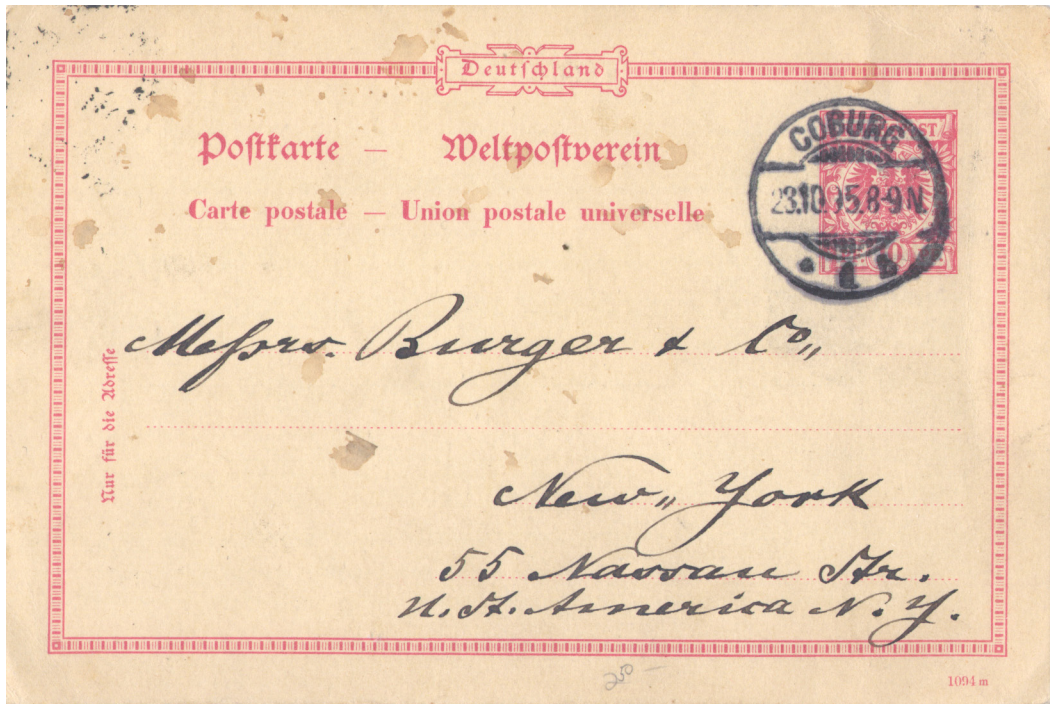 Deutschland
Postkarte — Weltpostverein
Carte postale — Union postale universelle
COBURG
23.10.95.8-9N.
Nur für die Adresse
Messrs. Burger & Co„
New„ York
55 Nassau Str.
U. St. America N. Y.
250 —
1094 m